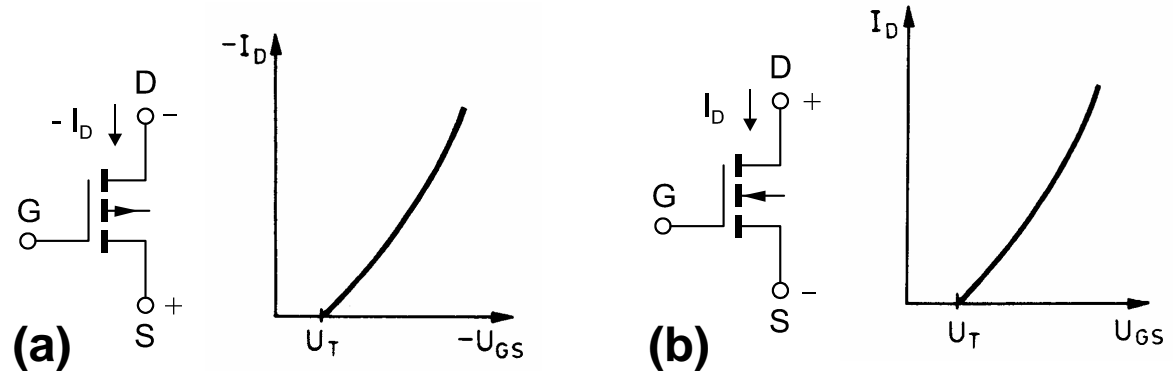 D
−
- I_D
G
+
S
(a)
-I_D
U_T
-U_GS
D
+
I_D
G
−
S
(b)
I_D
U_T
U_GS